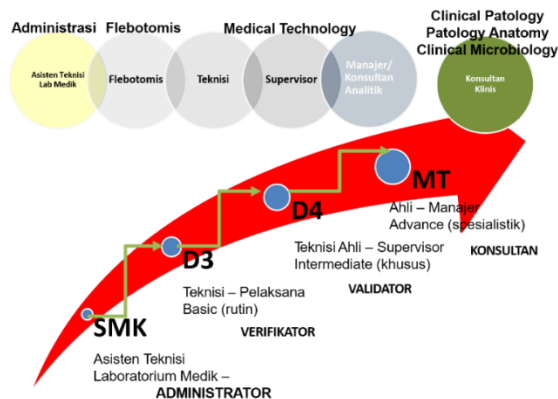 Administrasi
Flebotomis
Medical Technology
Clinical Patology
Patology Anatomy
Clinical Microbiology
Asisten Teknisi
Lab Medik
Flebotomis
Teknisi
Supervisor
Manajer/
Konsultan
Analitik
Konsultan
Klinis
MT
Ahli – Manajer
Advance (spesialistik)
KONSULTAN
D4
Teknisi Ahli – Supervisor
Intermediate (khusus)
VALIDATOR
D3
Teknisi – Pelaksana
Basic (rutin)
VERIFIKATOR
SMK
Asisten Teknisi
Laboratorium Medik –
ADMINISTRATOR